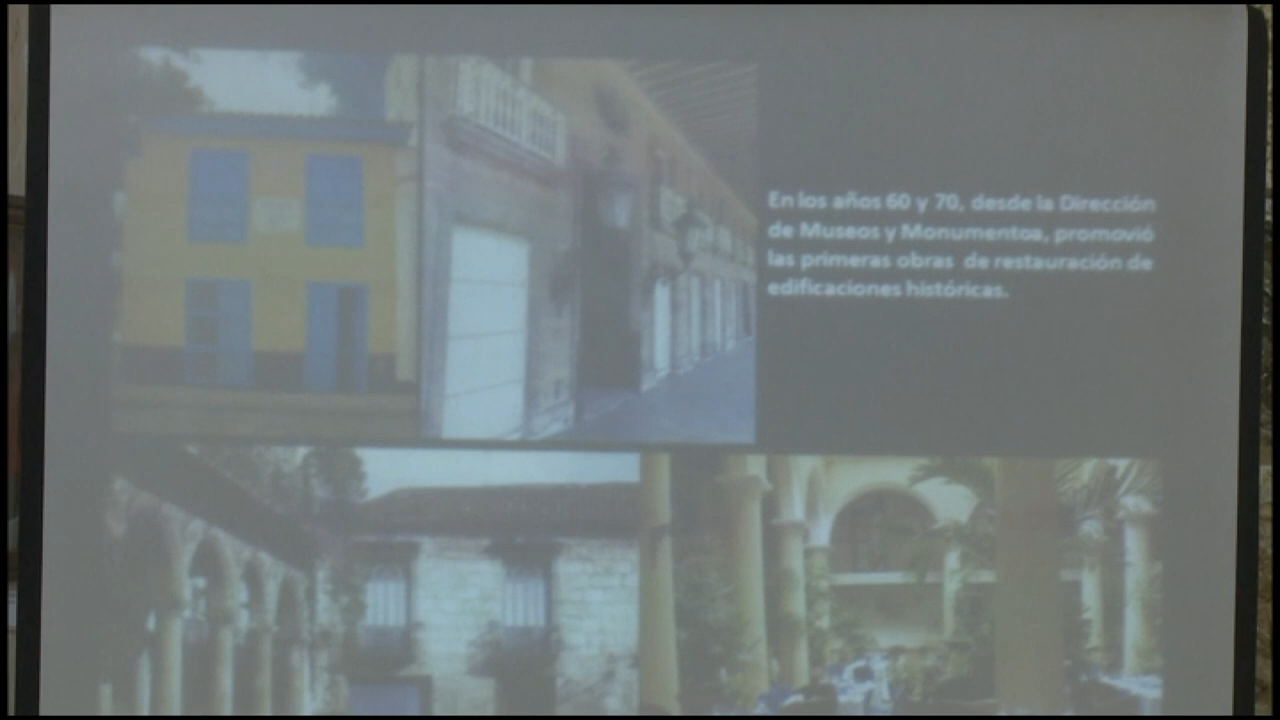 En los años 60 y 70, desde la Dirección
de Museos y Monumentoa, promovió
las primeras obras de restauración de
edificaciones históricas.